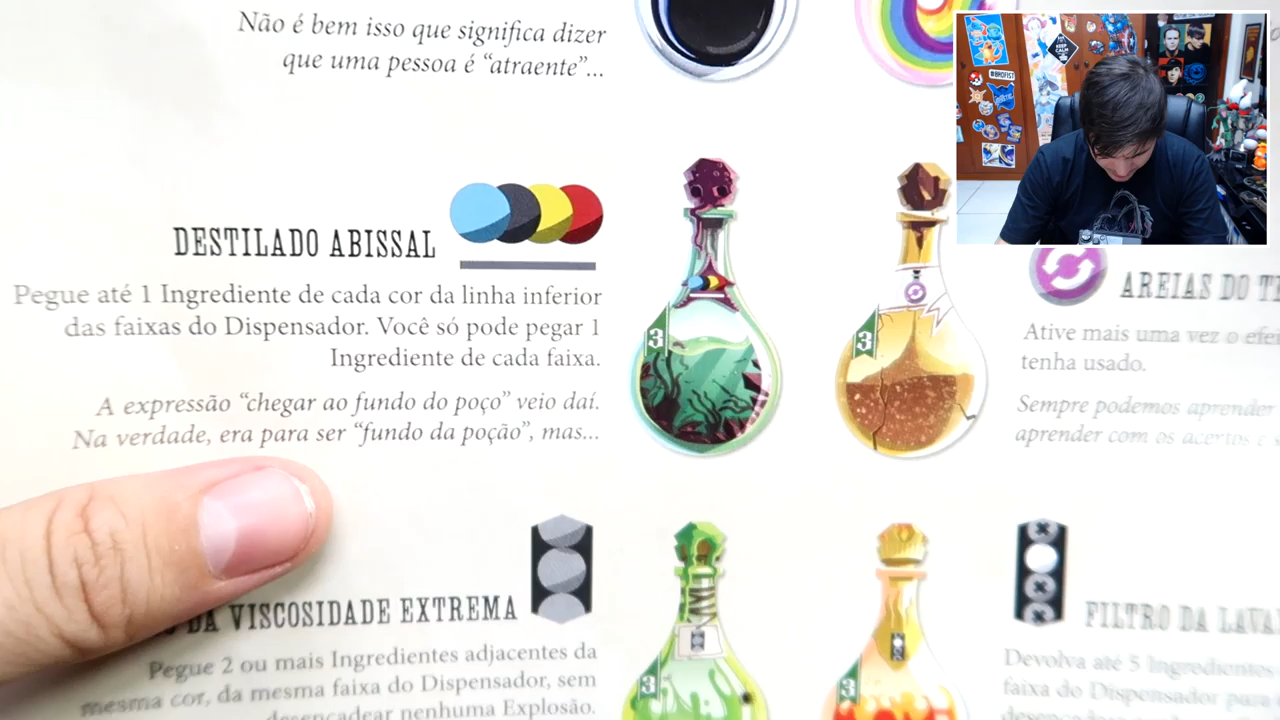 Não é bem isso que significa dizer
que uma pessoa é “atraente”...
DESTILADO ABISSAL
Pegue até 1 Ingrediente de cada cor da linha inferior
das faixas do Dispensador. Você só pode pegar 1
Ingrediente de cada faixa.
A expressão “chegar ao fundo do poço” veio daí.
Na verdade, era para ser “fundo da poção”, mas...
3
3
AREIAS DO
Ative mais uma vez o
tenha usado.
Sempre podemos aprender
aprender com os acertos e
DA VISCOSIDADE EXTREMA
Pegue 2 ou mais Ingredientes adjacentes da
mesma cor, da mesma faixa do Dispensador, sem
desencadear nenhuma Explosão.
3
3
FILTRO DA
Devolva até 5 Ingredientes
faixa do Dispensador para
KEEP
CALM
#BROFIST